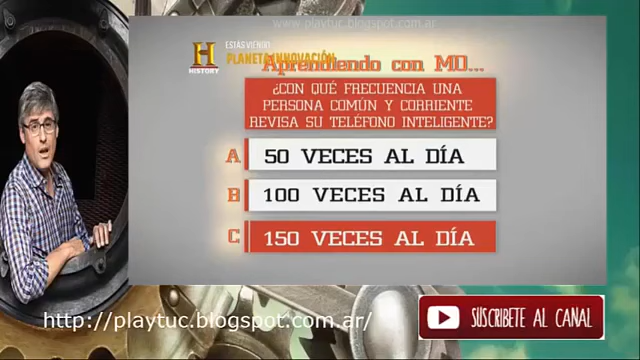 www.playtuc.blogspot.com.ar
ESTÁS VIENDO
PLANETA INNOVACIÓN
HISTORY
Aprendiendo con MO...
¿CON QUÉ FRECUENCIA UNA
PERSONA COMÚN Y CORRIENTE
REVISA SU TELÉFONO INTELIGENTE?
A 50 VECES AL DÍA
B 100 VECES AL DÍA
C 150 VECES AL DÍA
http://playtuc.blogspot.com.ar/
SUSCRIBETE AL CANAL